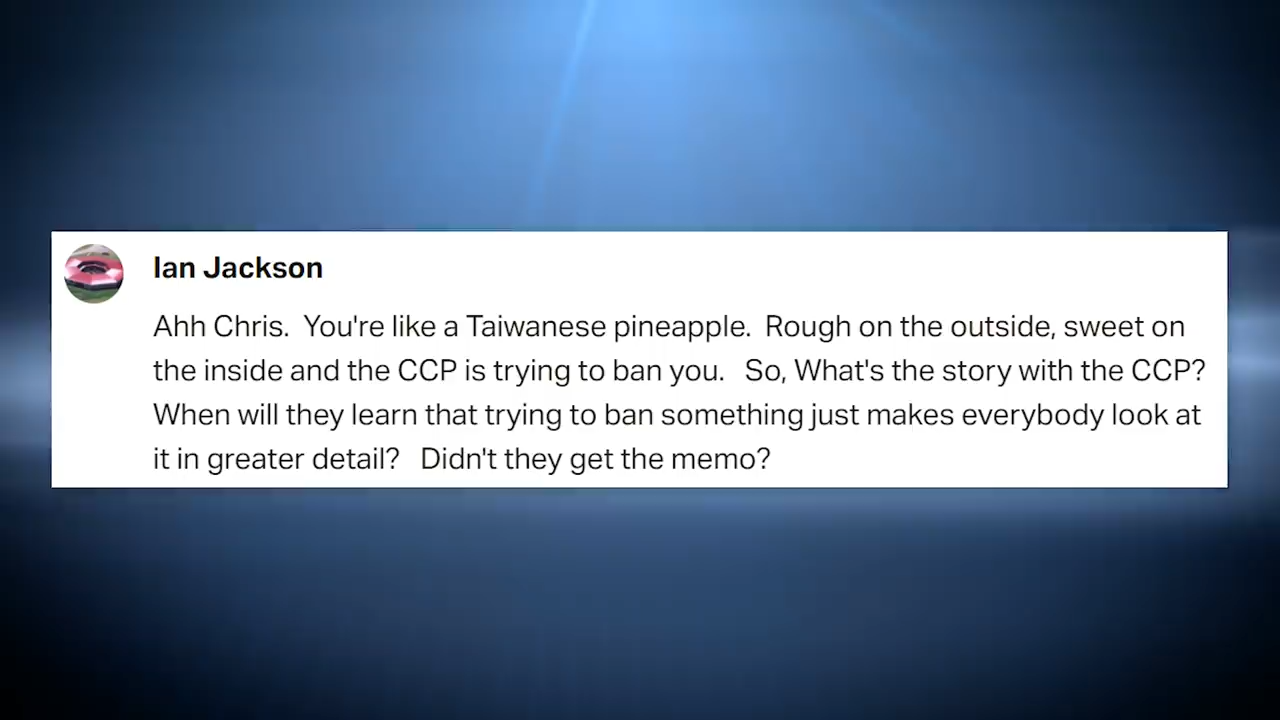 Ian Jackson
Ahh Chris.  You're like a Taiwanese pineapple.  Rough on the outside, sweet on
the inside and the CCP is trying to ban you.   So, What's the story with the CCP?
When will they learn that trying to ban something just makes everybody look at
it in greater detail?   Didn't they get the memo?